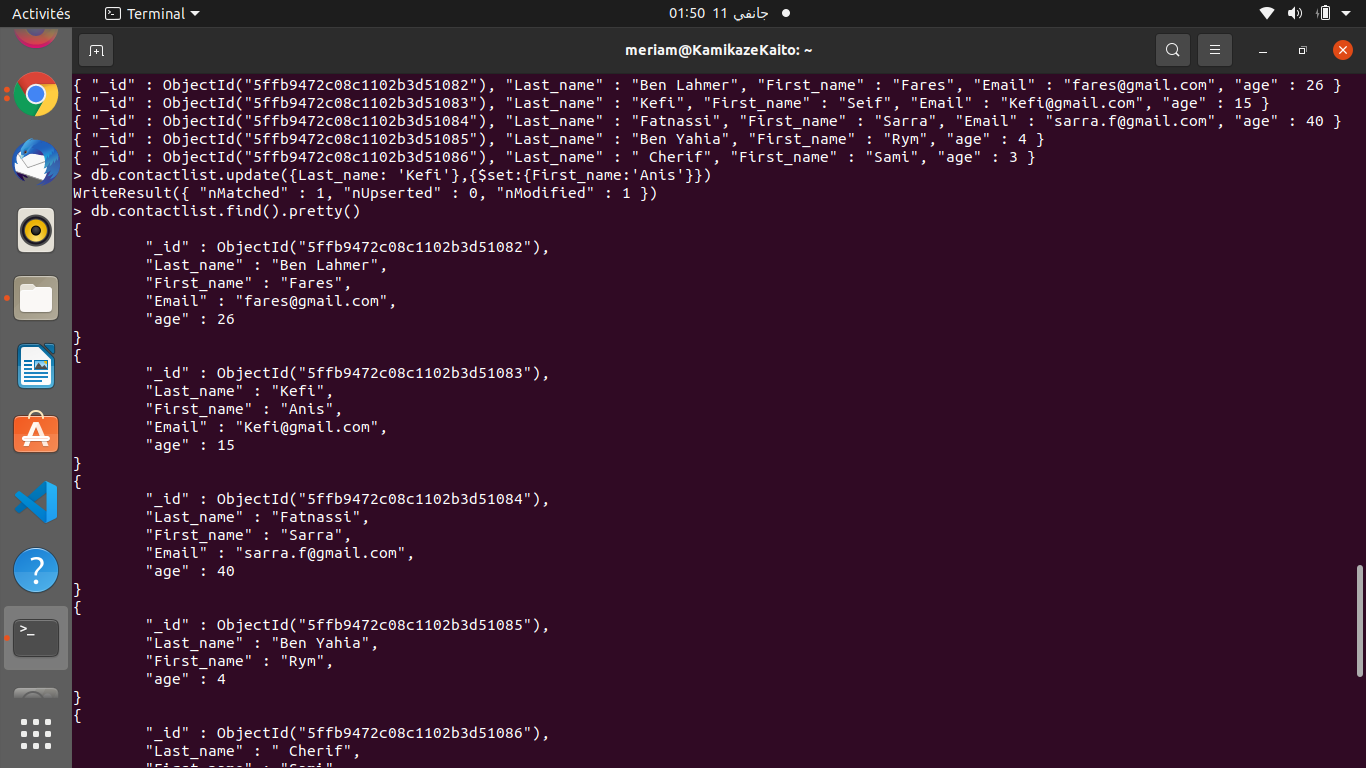 Activités Terminal 01:50 11 جانفي
meriam@KamikazeKaito: ~
{ "_id" : ObjectId("5ffb9472c08c1102b3d51082"), "Last_name" : "Ben Lahmer", "First_name" : "Fares", "Email" : "fares@gmail.com", "age" : 26 }
{ "_id" : ObjectId("5ffb9472c08c1102b3d51083"), "Last_name" : "Kefi", "First_name" : "Seif", "Email" : "Kefi@gmail.com", "age" : 15 }
{ "_id" : ObjectId("5ffb9472c08c1102b3d51084"), "Last_name" : "Fatnassi", "First_name" : "Sarra", "Email" : "sarra.f@gmail.com", "age" : 40 }
{ "_id" : ObjectId("5ffb9472c08c1102b3d51085"), "Last_name" : "Ben Yahia", "First_name" : "Rym", "age" : 4 }
{ "_id" : ObjectId("5ffb9472c08c1102b3d51086"), "Last_name" : " Cherif", "First_name" : "Sami", "age" : 3 }
> db.contactlist.update({Last_name: 'Kefi'},{$set:{First_name:'Anis'}})
WriteResult({ "nMatched" : 1, "nUpserted" : 0, "nModified" : 1 })
> db.contactlist.find().pretty()
{
"_id" : ObjectId("5ffb9472c08c1102b3d51082"),
"Last_name" : "Ben Lahmer",
"First_name" : "Fares",
"Email" : "fares@gmail.com",
"age" : 26
}
{
"_id" : ObjectId("5ffb9472c08c1102b3d51083"),
"Last_name" : "Kefi",
"First_name" : "Anis",
"Email" : "Kefi@gmail.com",
"age" : 15
}
{
"_id" : ObjectId("5ffb9472c08c1102b3d51084"),
"Last_name" : "Fatnassi",
"First_name" : "Sarra",
"Email" : "sarra.f@gmail.com",
"age" : 40
}
{
"_id" : ObjectId("5ffb9472c08c1102b3d51085"),
"Last_name" : "Ben Yahia",
"First_name" : "Rym",
"age" : 4
}
{
"_id" : ObjectId("5ffb9472c08c1102b3d51086"),
"Last_name" : " Cherif",